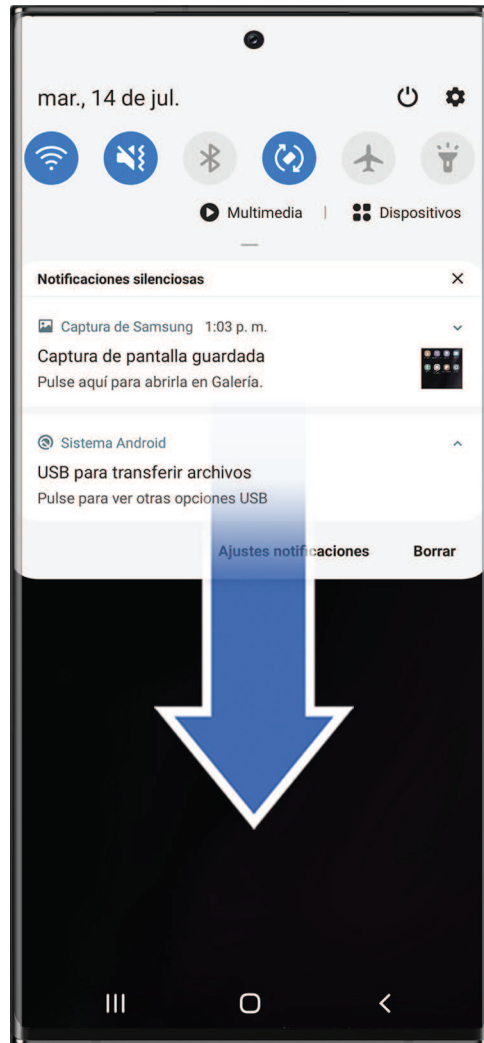 mar., 14 de jul.
Multimedia | Dispositivos
Notificaciones silenciosas
Captura de Samsung 1:03 p. m.
Captura de pantalla guardada
Pulse aquí para abrirla en Galería.
Sistema Android
USB para transferir archivos
Pulse para ver otras opciones USB
Ajustes notificaciones Borrar